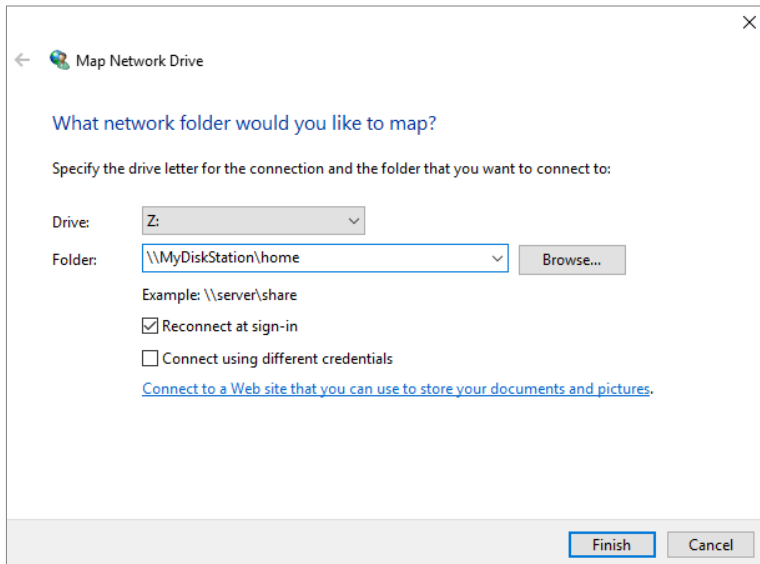 Map Network Drive
What network folder would you like to map?
Specify the drive letter for the connection and the folder that you want to connect to:
Drive: Z:
Folder: \\MyDiskStation\home Browse...
Example: \\server\share
Reconnect at sign-in
Connect using different credentials
Connect to a Web site that you can use to store your documents and pictures.
Finish Cancel